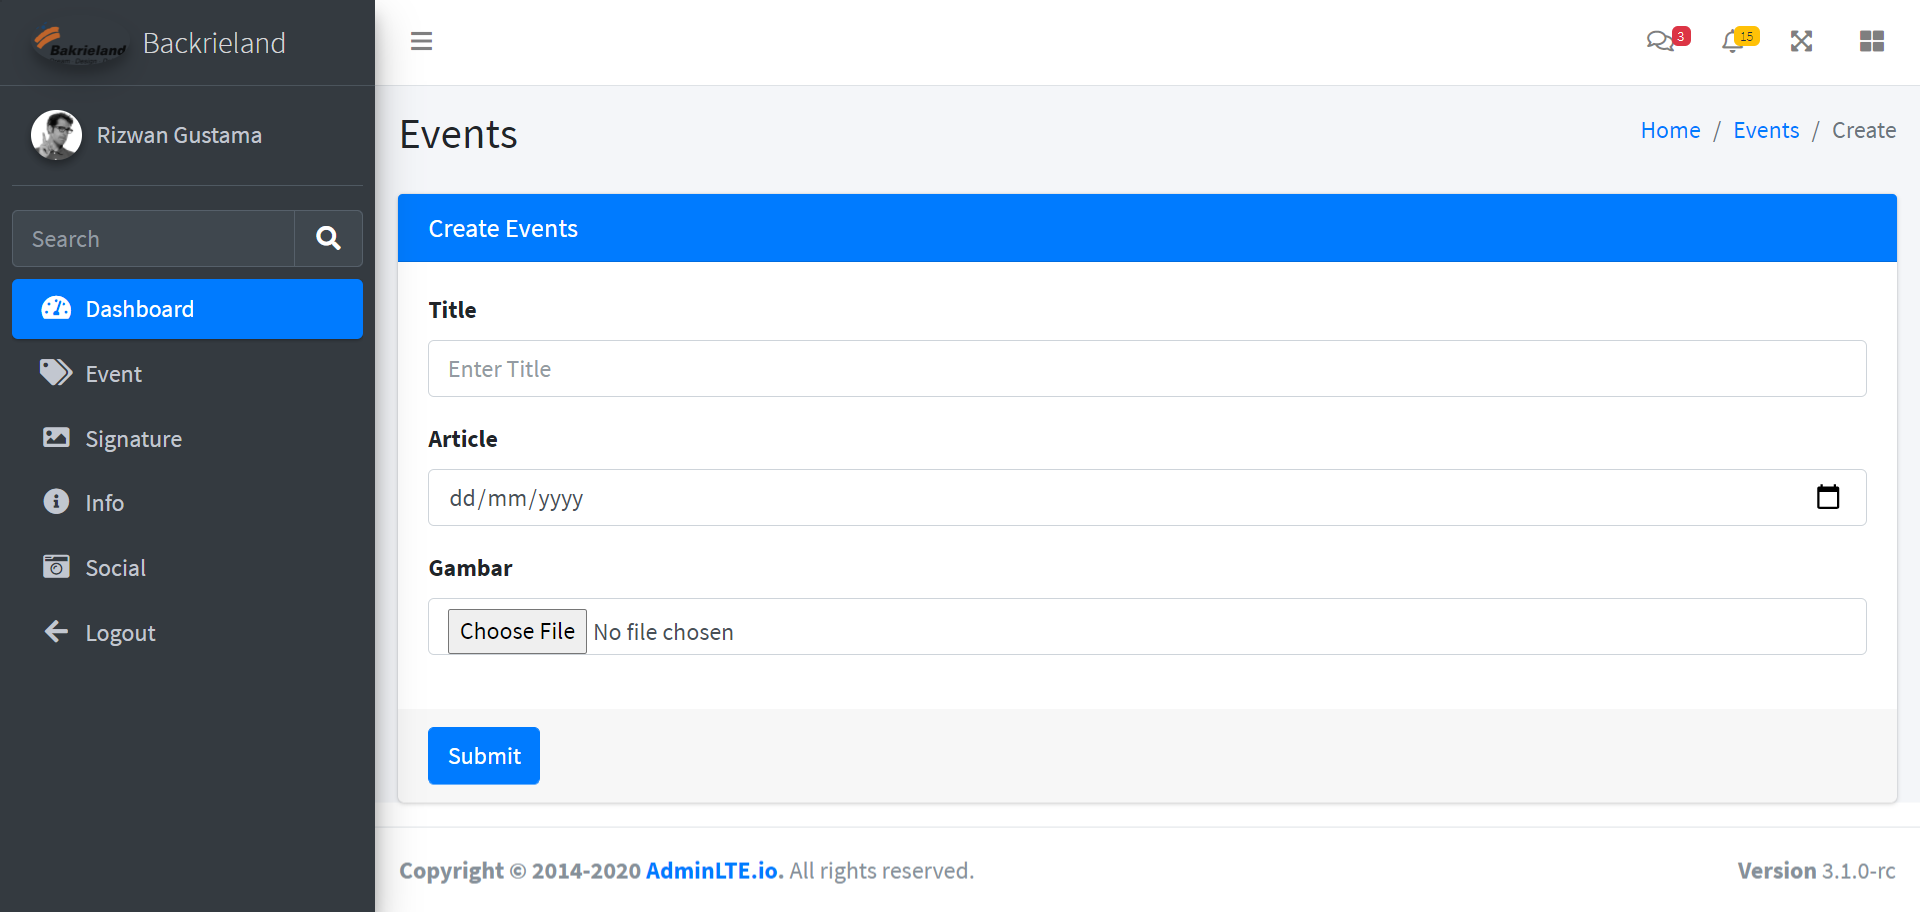 Bakrieland
Backrieland
3
15
Rizwan Gustama
Events
Home / Events / Create
Search
Create Events
Dashboard
Title
Enter Title
Event
Article
Signature
dd/mm/yyyy
Info
Gambar
Social
Choose File No file chosen
Logout
Submit
Copyright © 2014-2020 AdminLTE.io. All rights reserved.
Version 3.1.0-rc